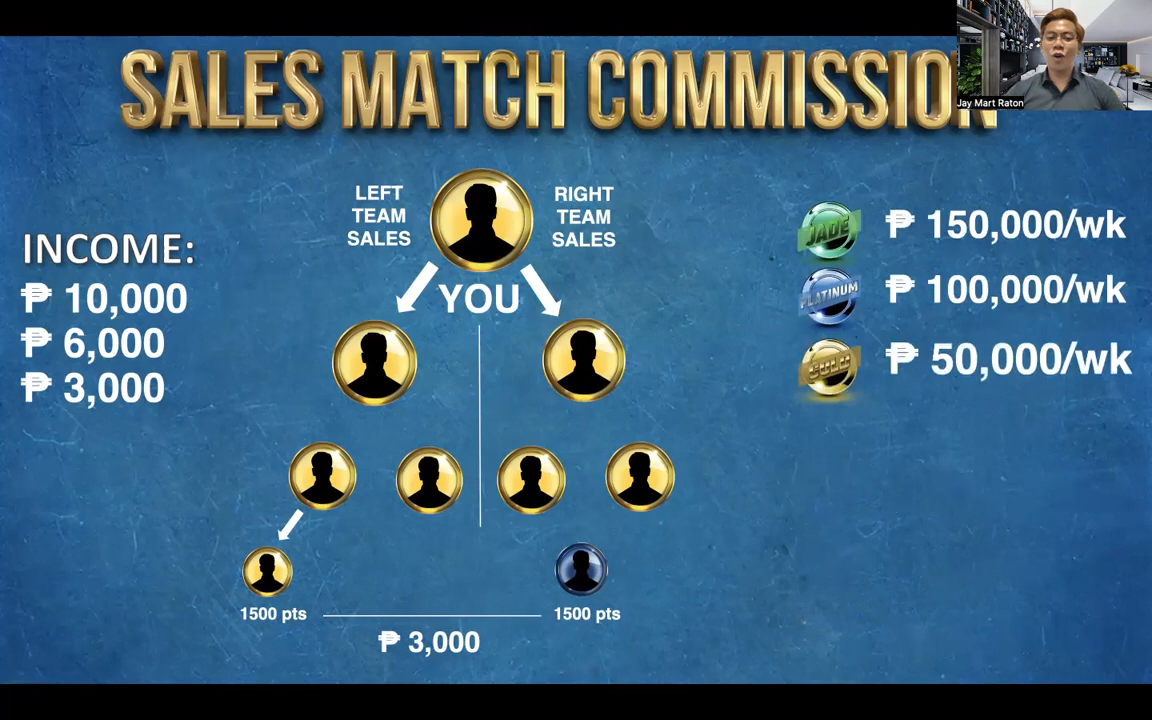 SALES MATCH COMMISSION
Jay Mart Raton
LEFT
TEAM
SALES
RIGHT
TEAM
SALES
YOU
INCOME:
₱ 10,000
₱ 6,000
₱ 3,000
JADE
₱ 150,000/wk
PLATINUM
₱ 100,000/wk
GOLD
₱ 50,000/wk
1500 pts
1500 pts
₱ 3,000